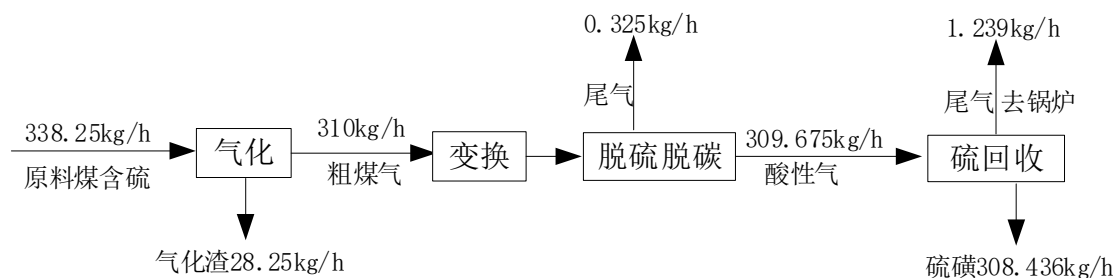 0.325kg/h
1.239kg/h
尾气
尾气 去锅炉
338.25kg/h
原料煤含硫
气化
310kg/h
粗煤气
变换
脱硫脱碳
309.675kg/h
酸性气
硫回收
气化渣28.25kg/h
硫磺308.436kg/h